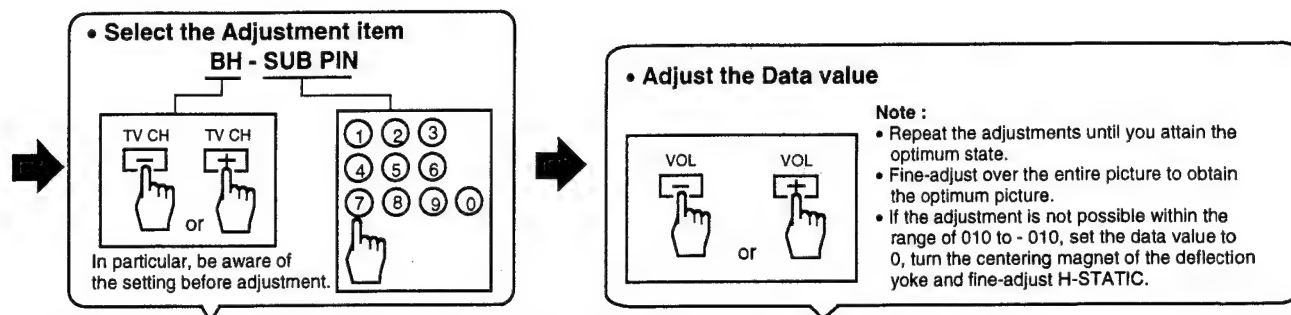 • Select the Adjustment item
BH - SUB PIN
TV CH TV CH
- +
or
1 2 3
4 5 6
7 8 9 0
In particular, be aware of
the setting before adjustment.
• Adjust the Data value
VOL VOL
- +
or
Note :
• Repeat the adjustments until you attain the
optimum state.
• Fine-adjust over the entire picture to obtain
the optimum picture.
• If the adjustment is not possible within the
range of 010 to - 010, set the data value to
0, turn the centering magnet of the deflection
yoke and fine-adjust H-STATIC.